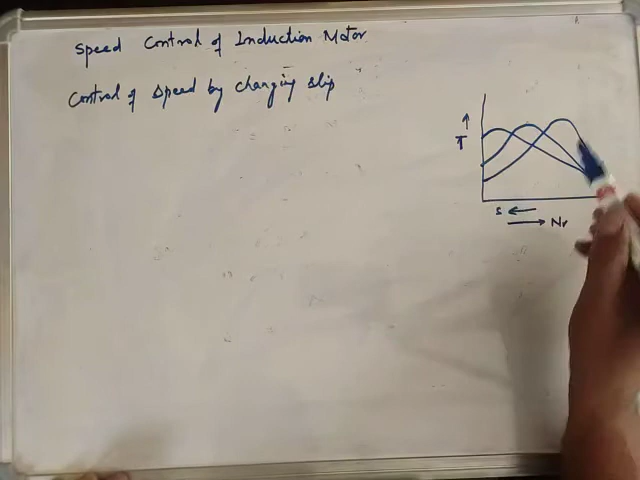 Speed Control of Induction Motor
Control of Speed by changing slip
T
s
Nr